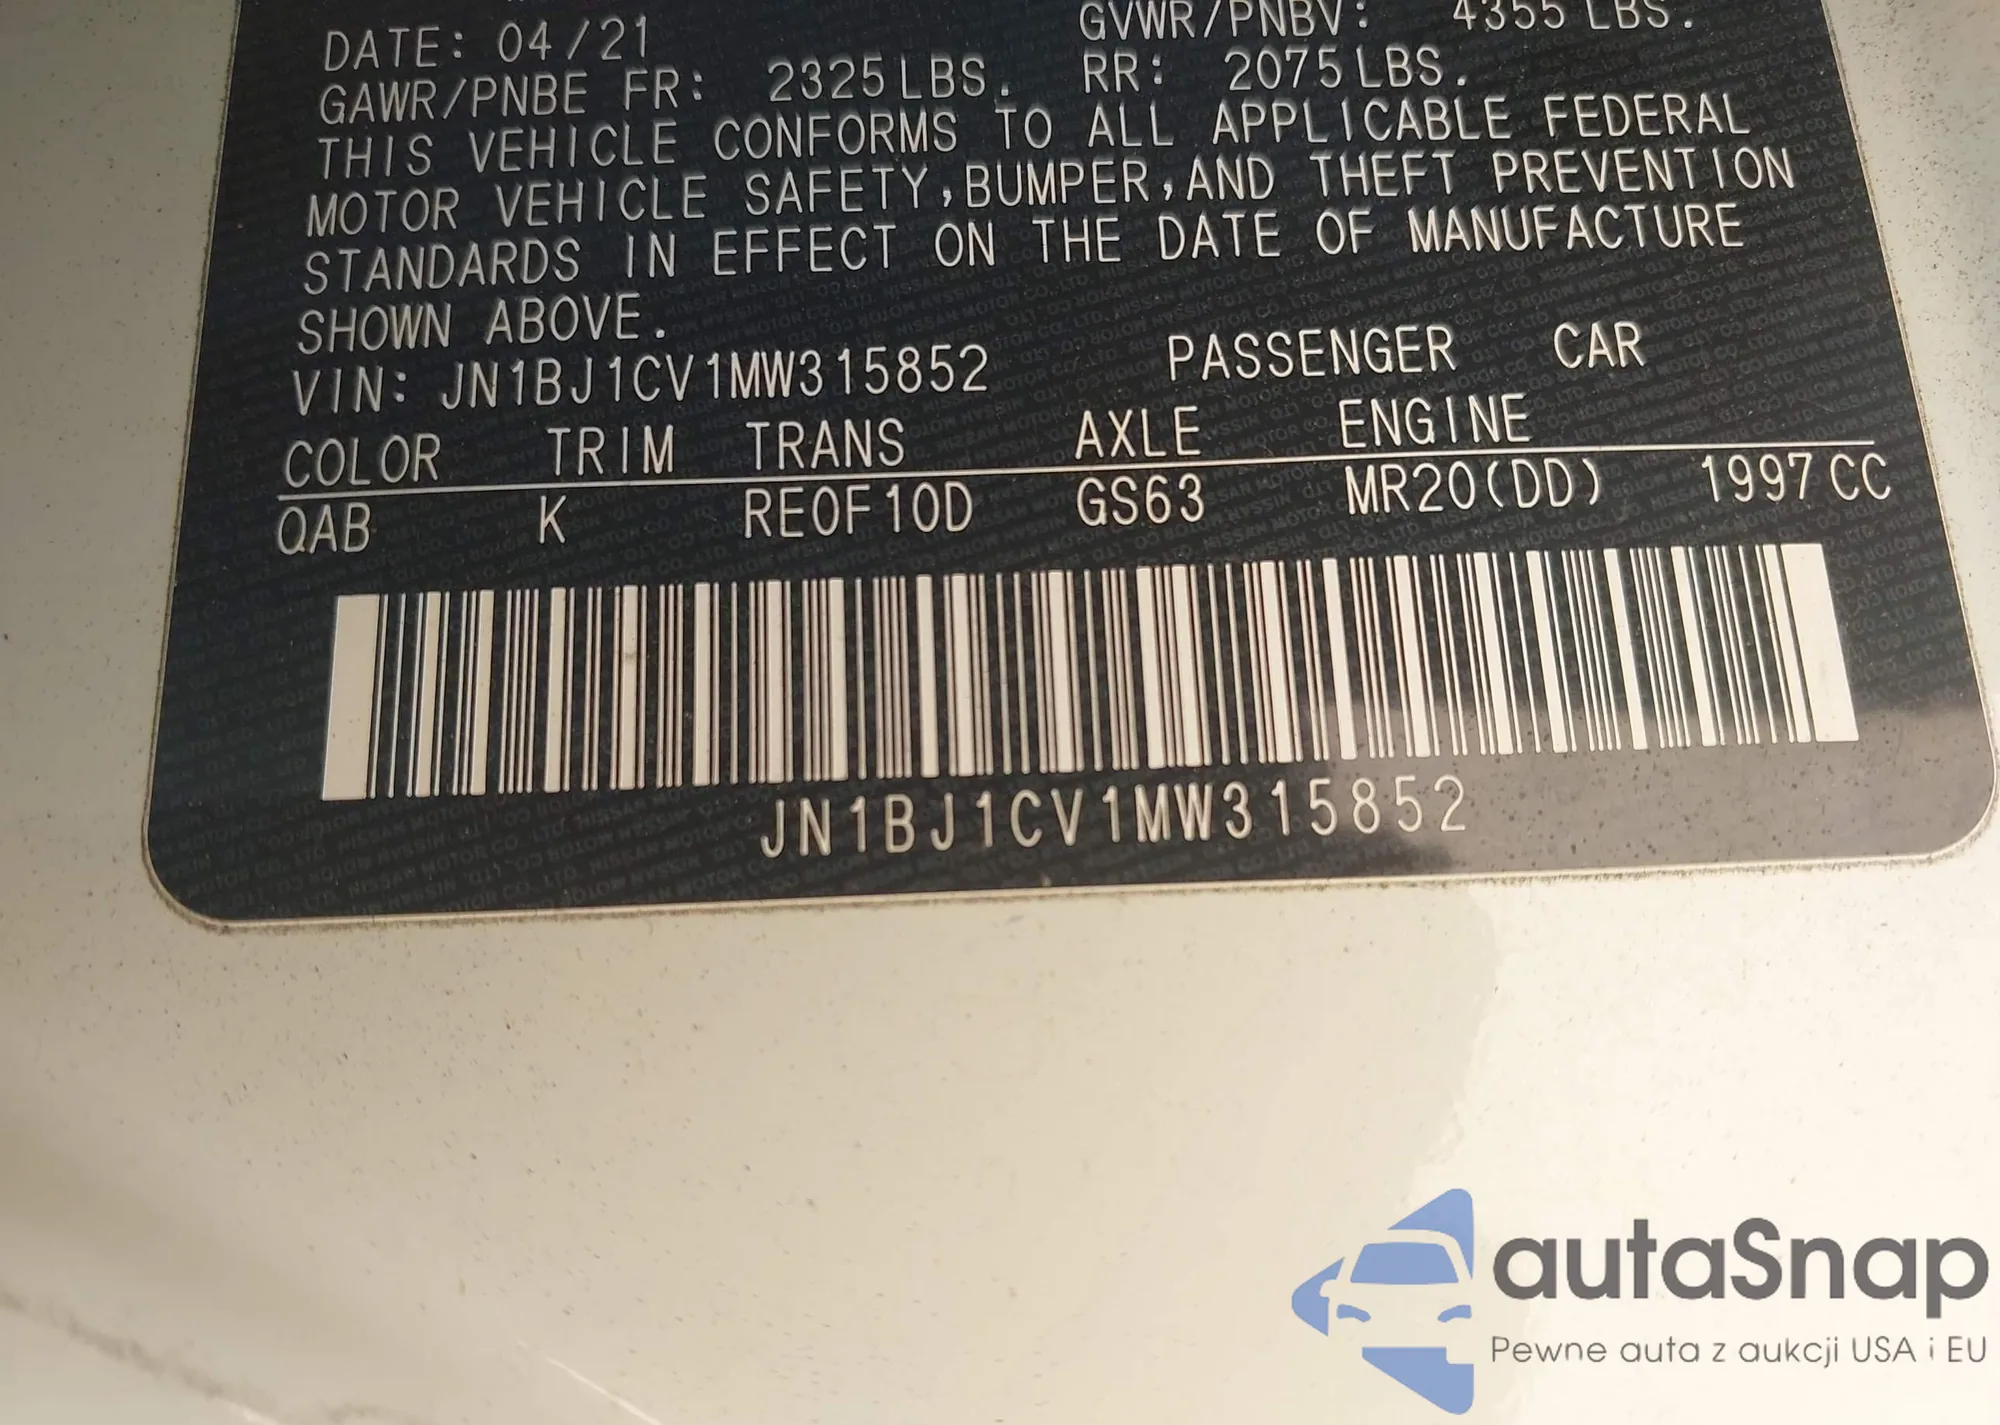 DATE: 04/21 GVWR/PNBV: 4355 LBS.
GAWR/PNBE FR: 2325 LBS. RR: 2075 LBS.
THIS VEHICLE CONFORMS TO ALL APPLICABLE FEDERAL
MOTOR VEHICLE SAFETY, BUMPER, AND THEFT PREVENTION
STANDARDS IN EFFECT ON THE DATE OF MANUFACTURE
SHOWN ABOVE.
VIN: JN1BJ1CV1MW315852 PASSENGER CAR
COLOR TRIM TRANS AXLE ENGINE
QAB K RE0F10D GS63 MR20(DD) 1997 CC
JN1BJ1CV1MW315852
autaSnap
Pewne auta z aukcji USA i EU